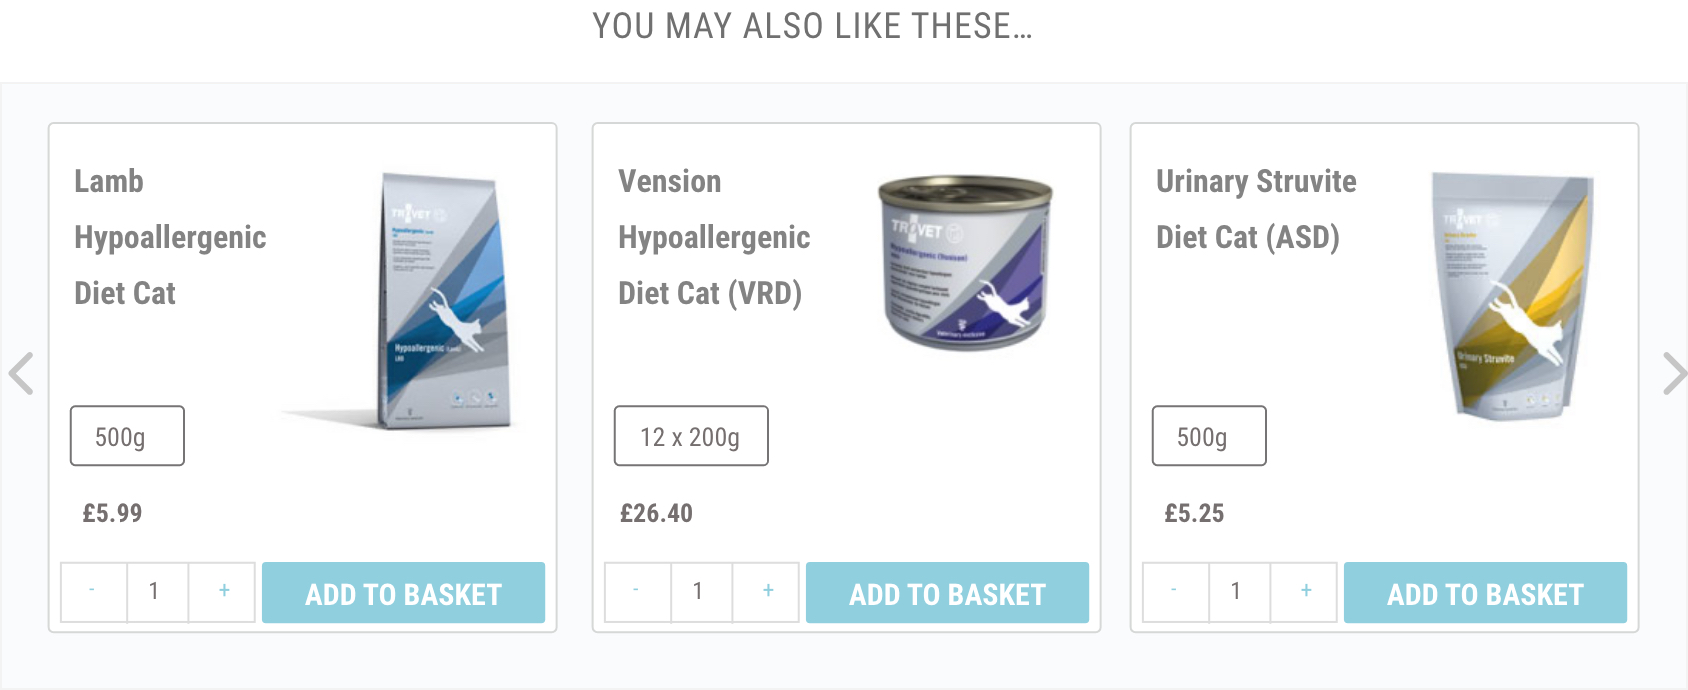 YOU MAY ALSO LIKE THESE...
Lamb
Hypoallergenic
Diet Cat
TROVET
Hypoallergenic (Lamb)
LRD
500g
£5.99
- 1 +
ADD TO BASKET
Vension
Hypoallergenic
Diet Cat (VRD)
TROVET
Hypoallergenic (Venison)
12 x 200g
£26.40
- 1 +
ADD TO BASKET
Urinary Struvite
Diet Cat (ASD)
TROVET
Urinary Struvite
500g
£5.25
- 1 +
ADD TO BASKET